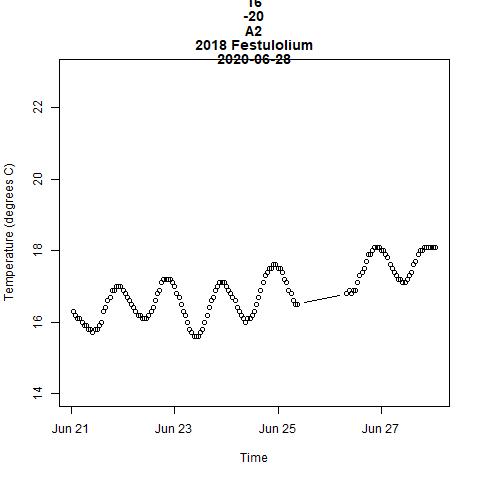 16
-20
A2
2018 Festulolium
2020-06-28
22
20
18
16
14
Temperature (degrees C)
Jun 21
Jun 23
Jun 25
Jun 27
Time